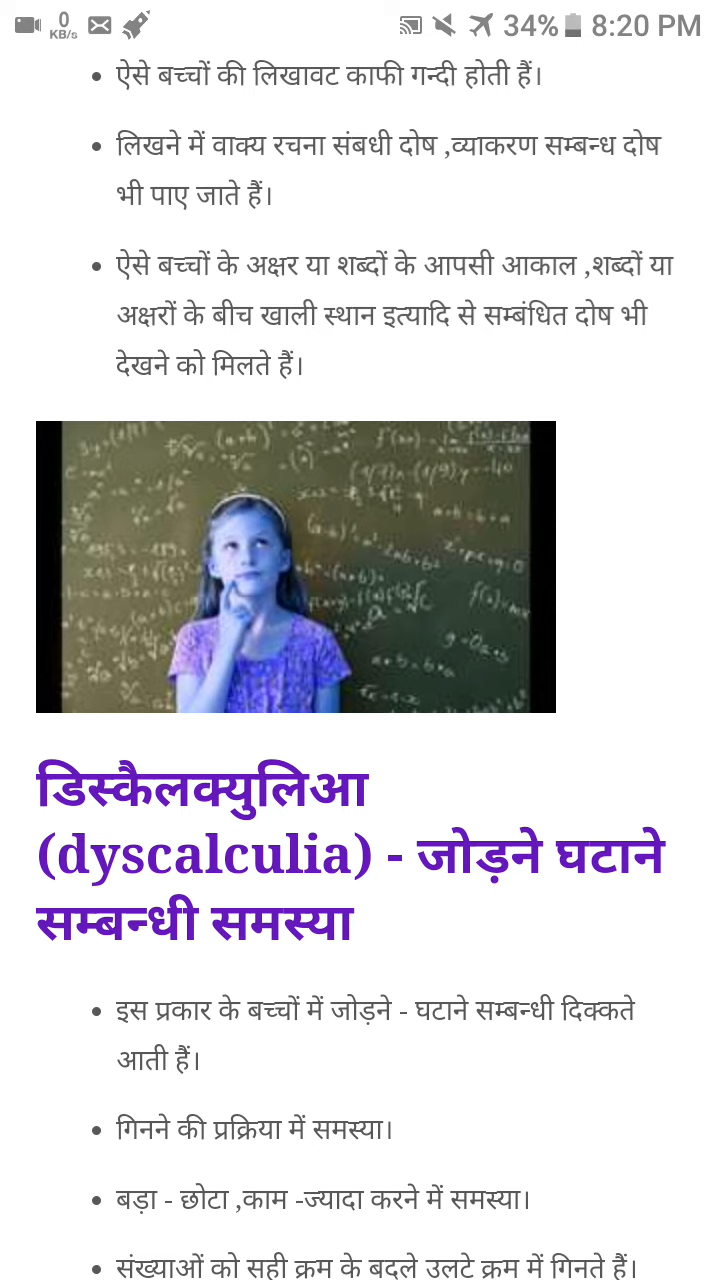 0
KB/s
34%
8:20 PM
ऐसे बच्चों की लिखावट काफी गन्दी होती हैं।
लिखने में वाक्य रचना संबधी दोष ,व्याकरण सम्बन्ध दोष
भी पाए जाते हैं।
ऐसे बच्चों के अक्षर या शब्दों के आपसी आकाल ,शब्दों या
अक्षरों के बीच खाली स्थान इत्यादि से सम्बंधित दोष भी
देखने को मिलते हैं।
डिस्कैलक्युलिआ
(dyscalculia) - जोड़ने घटाने
सम्बन्धी समस्या
इस प्रकार के बच्चों में जोड़ने - घटाने सम्बन्धी दिक्कते
आती हैं।
गिनने की प्रक्रिया में समस्या।
बड़ा - छोटा ,काम -ज्यादा करने में समस्या।
संख्याओं को सही क्रम के बदले उलटे क्रम में गिनते हैं।